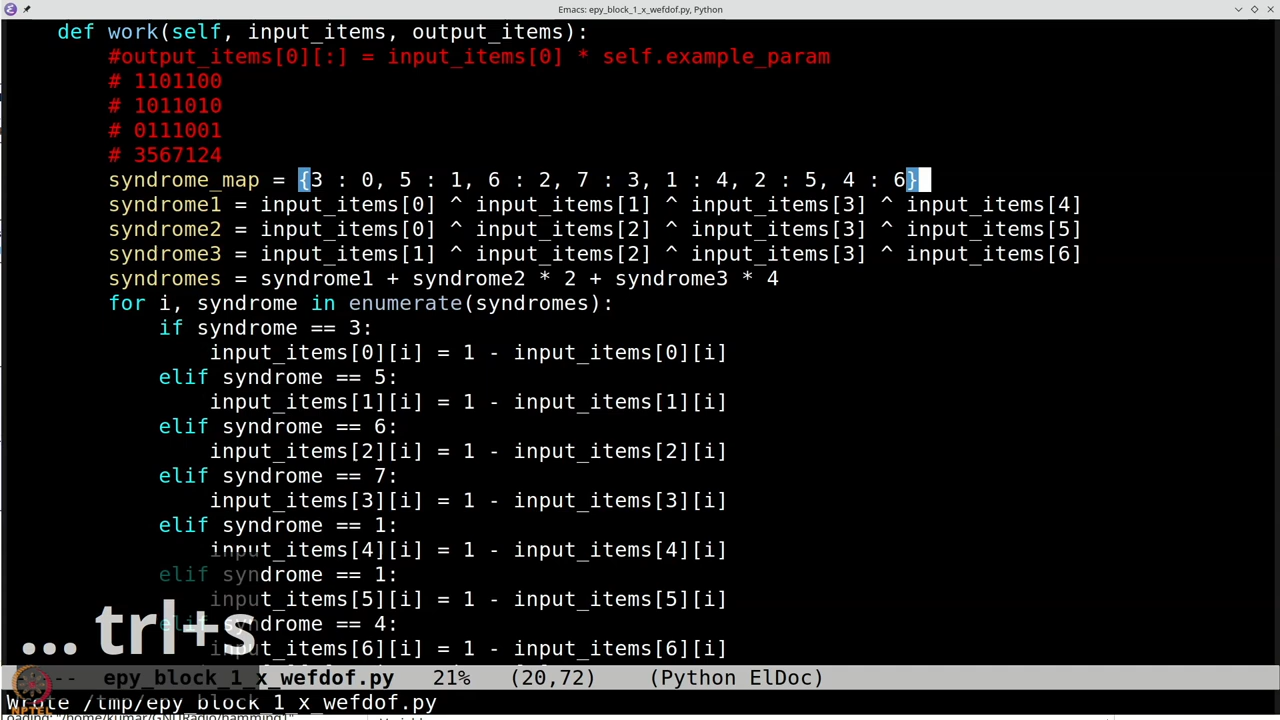 Emacs: epy_block_1_x_wefdof.py, Python
def work(self, input_items, output_items):
#output_items[0][:] = input_items[0] * self.example_param
# 1101100
# 1011010
# 0111001
# 3567124
syndrome_map = {3 : 0, 5 : 1, 6 : 2, 7 : 3, 1 : 4, 2 : 5, 4 : 6}
syndrome1 = input_items[0] ^ input_items[1] ^ input_items[3] ^ input_items[4]
syndrome2 = input_items[0] ^ input_items[2] ^ input_items[3] ^ input_items[5]
syndrome3 = input_items[1] ^ input_items[2] ^ input_items[3] ^ input_items[6]
syndromes = syndrome1 + syndrome2 * 2 + syndrome3 * 4
for i, syndrome in enumerate(syndromes):
if syndrome == 3:
input_items[0][i] = 1 - input_items[0][i]
elif syndrome == 5:
input_items[1][i] = 1 - input_items[1][i]
elif syndrome == 6:
input_items[2][i] = 1 - input_items[2][i]
elif syndrome == 7:
input_items[3][i] = 1 - input_items[3][i]
elif syndrome == 1:
input_items[4][i] = 1 - input_items[4][i]
elif syndrome == 1:
input_items[5][i] = 1 - input_items[5][i]
elif syndrome == 4:
input_items[6][i] = 1 - input_items[6][i]
... trl+s
epy_block_1_x_wefdof.py 21% (20,72) (Python ElDoc)
Wrote /tmp/epy_block_1_x_wefdof.py
NPTEL
Loading: "/home/kumar/GNURadio/hamming1"